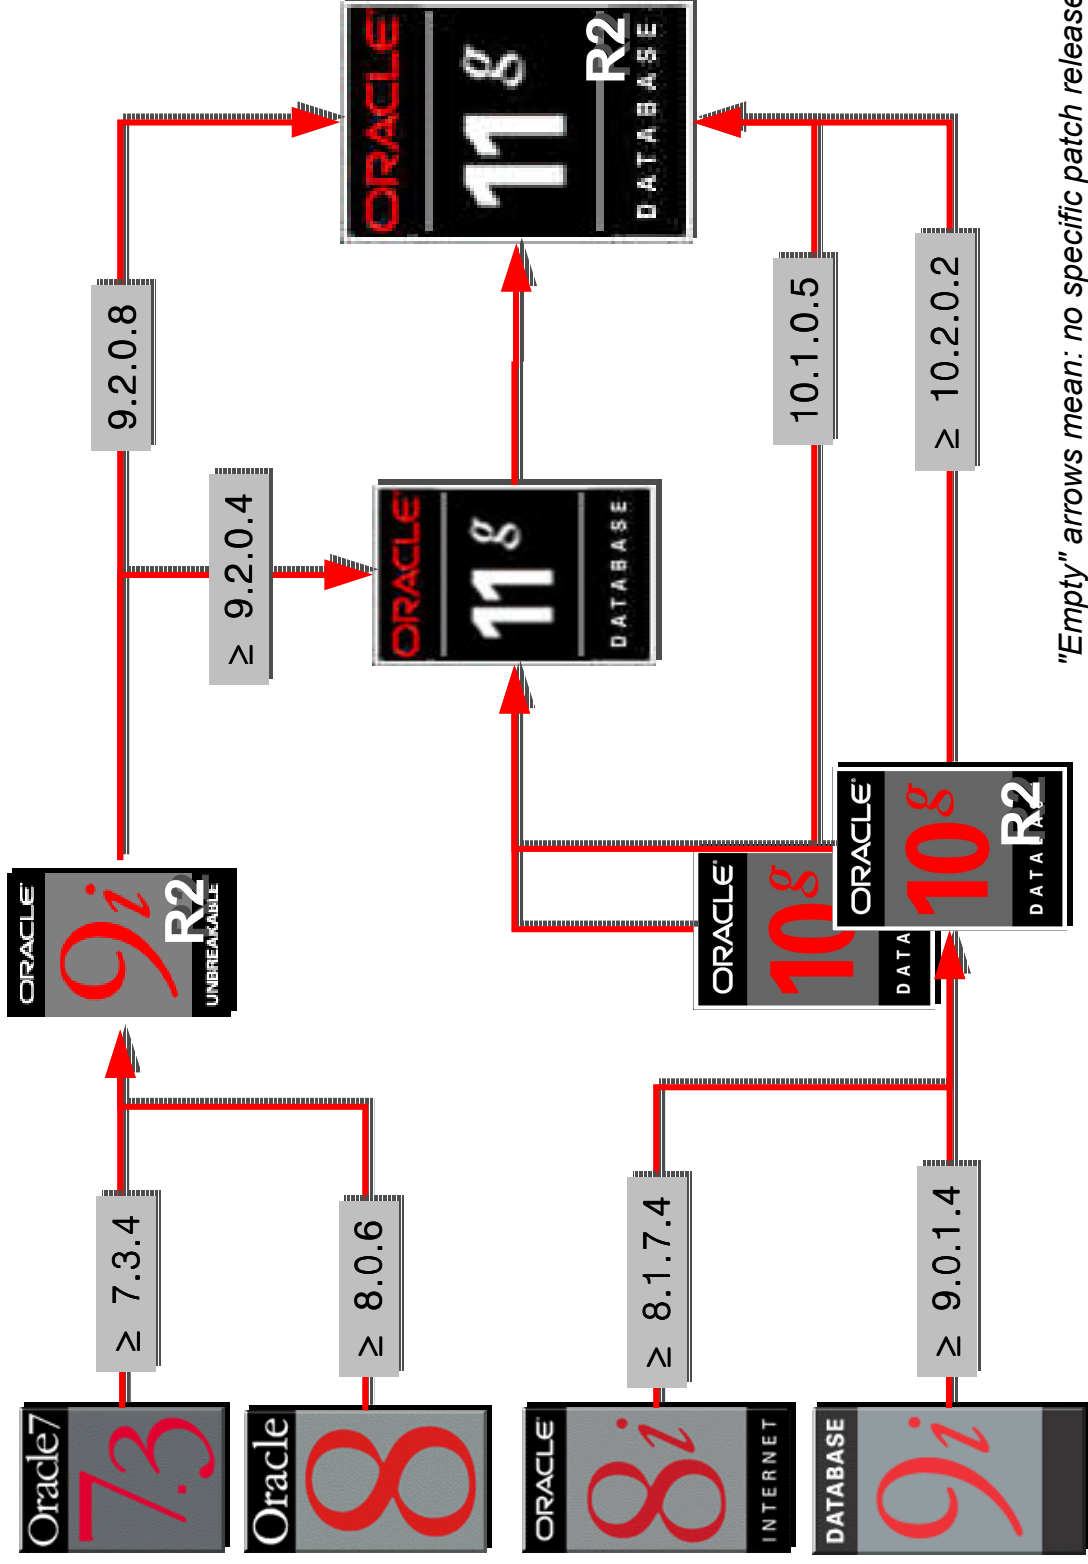 Oracle7
7.3
≥ 7.3.4
Oracle
8
≥ 8.0.6
ORACLE
8i
INTERNET
≥ 8.1.7.4
DATABASE
9i
≥ 9.0.1.4
ORACLE
9i
R2
UNBREAKABLE
ORACLE
10g
DATA
ORACLE
10g
R2
≥ 9.2.0.4
ORACLE
11g
DATABASE
9.2.0.8
10.1.0.5
≥ 10.2.0.2
ORACLE
11g
R2
DATABASE
"Empty" arrows mean: no specific patch release